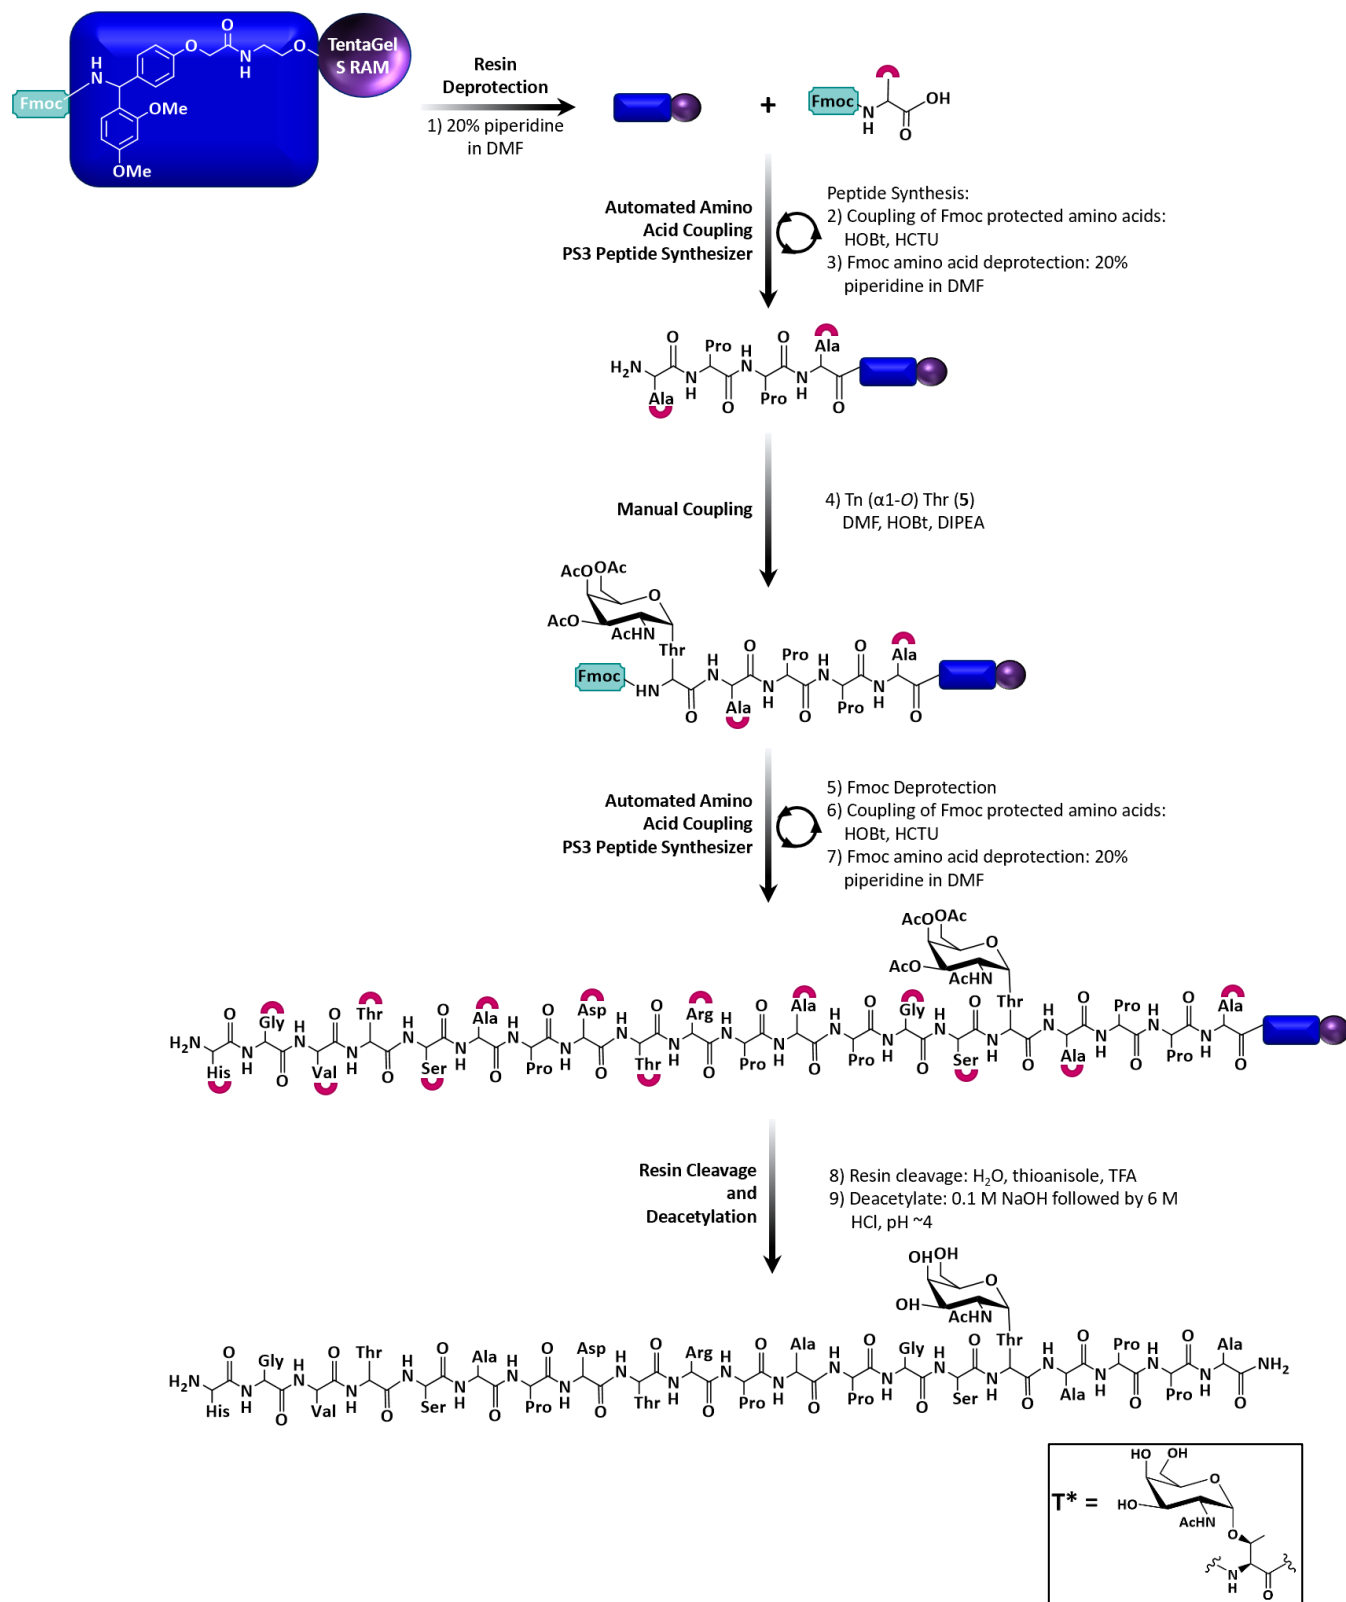 O
O
N
H
O
TentaGel
S RAM
H
N
Fmoc
OMe
OMe
Resin
Deprotection
1) 20% piperidine
in DMF
+
Fmoc
N
H
OH
O
Automated Amino
Acid Coupling
PS3 Peptide Synthesizer
Peptide Synthesis:
2) Coupling of Fmoc protected amino acids:
HOBt, HCTU
3) Fmoc amino acid deprotection: 20%
piperidine in DMF
O Pro H O Ala
H₂N N H N N H
Ala O Pro O
Manual Coupling
4) Tn (α1-O) Thr (5)
DMF, HOBt, DIPEA
AcO OAc
O
AcO
AcHN
Thr H O Pro H O Ala
Fmoc HN N N H N N H
O Ala O Pro O
Automated Amino
Acid Coupling
PS3 Peptide Synthesizer
5) Fmoc Deprotection
6) Coupling of Fmoc protected amino acids:
HOBt, HCTU
7) Fmoc amino acid deprotection: 20%
piperidine in DMF
AcO OAc
O
AcO
AcHN
O Gly H O Thr H O Ala H O Asp H O Arg H O Ala H O Gly H O Thr H O Pro H O Ala
H₂N N H N N H N N H N N H N N H N N H N N H N N H N N H N N H
His O Val O Ser O Pro O Thr O Pro O Pro O Ser O Ala O Pro O
Resin Cleavage
and
Deacetylation
8) Resin cleavage: H₂O, thioanisole, TFA
9) Deacetylate: 0.1 M NaOH followed by 6 M
HCl, pH ~4
OH OH
O
OH
AcHN
O Gly H O Thr H O Ala H O Asp H O Arg H O Ala H O Gly H O Thr H O Pro H O Ala
H₂N N H N N H N N H N N H N N H N N H N N H N N H N N H N N H NH₂
His O Val O Ser O Pro O Thr O Pro O Pro O Ser O Ala O Pro O
HO OH
O
T* = HO
AcHN
O
N
H
O